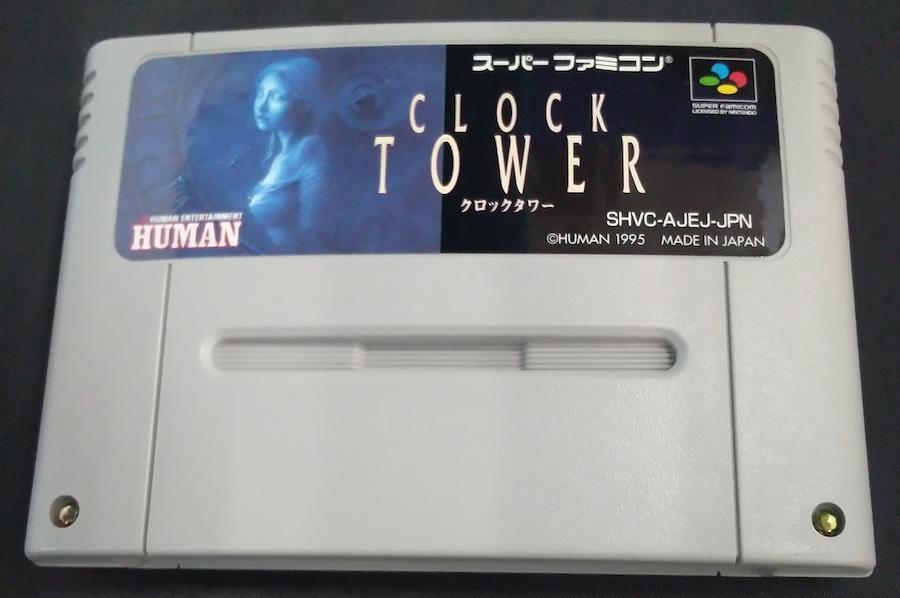 スーパーファミコン®
SUPER FAMICOM
LICENSED BY NINTENDO
CLOCK
TOWER
クロックタワー
HUMAN ENTERTAINMENT
HUMAN
SHVC-AJEJ-JPN
©HUMAN 1995 MADE IN JAPAN